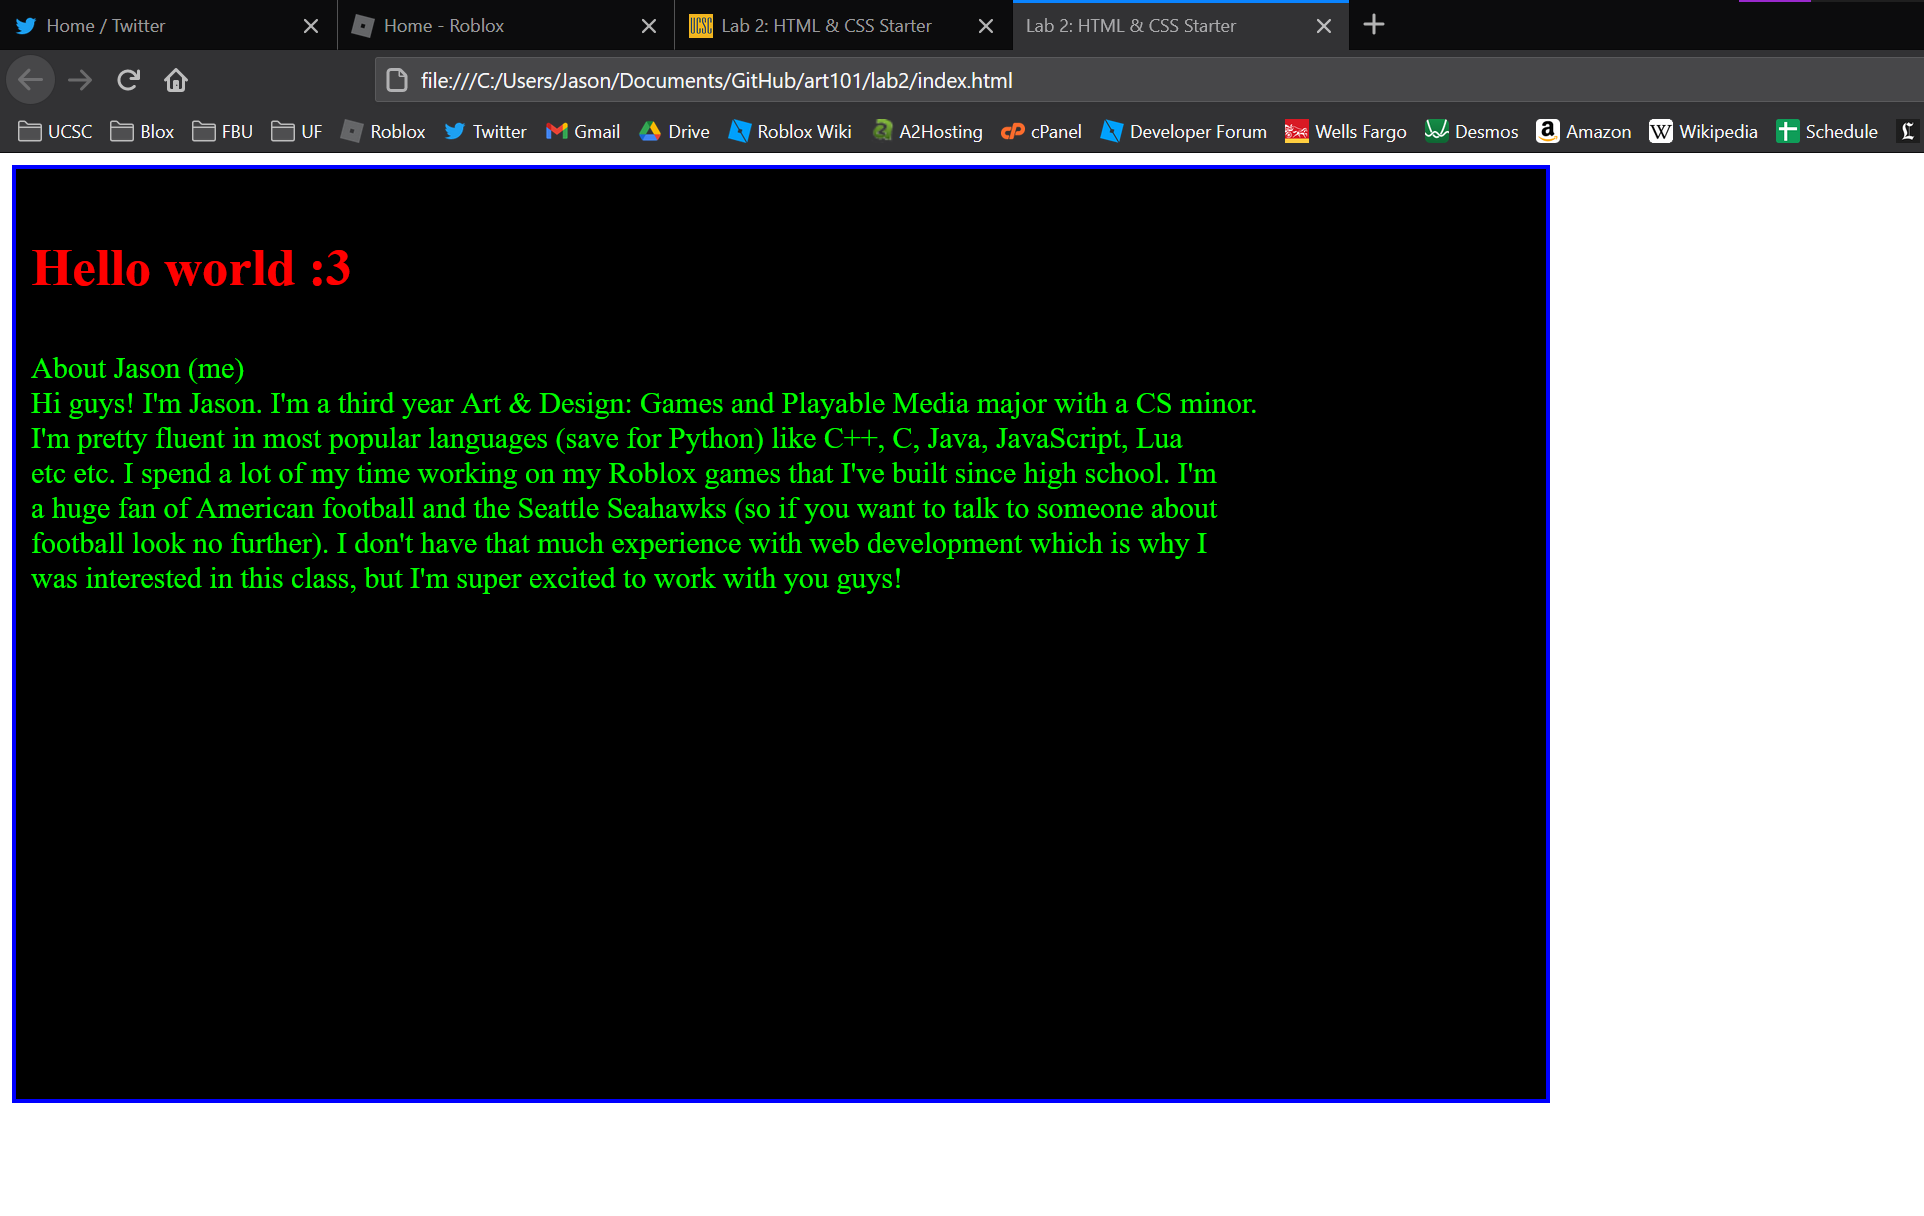 Home / Twitter
Home - Roblox
UCSC Lab 2: HTML & CSS Starter
Lab 2: HTML & CSS Starter
file:///C:/Users/Jason/Documents/GitHub/art101/lab2/index.html
UCSC Blox FBU UF Roblox Twitter Gmail Drive Roblox Wiki A2Hosting cP cPanel Developer Forum Wells Fargo Desmos a Amazon W Wikipedia Schedule L
Hello world :3
About Jason (me)
Hi guys! I'm Jason. I'm a third year Art & Design: Games and Playable Media major with a CS minor.
I'm pretty fluent in most popular languages (save for Python) like C++, C, Java, JavaScript, Lua
etc etc. I spend a lot of my time working on my Roblox games that I've built since high school. I'm
a huge fan of American football and the Seattle Seahawks (so if you want to talk to someone about
football look no further). I don't have that much experience with web development which is why I
was interested in this class, but I'm super excited to work with you guys!